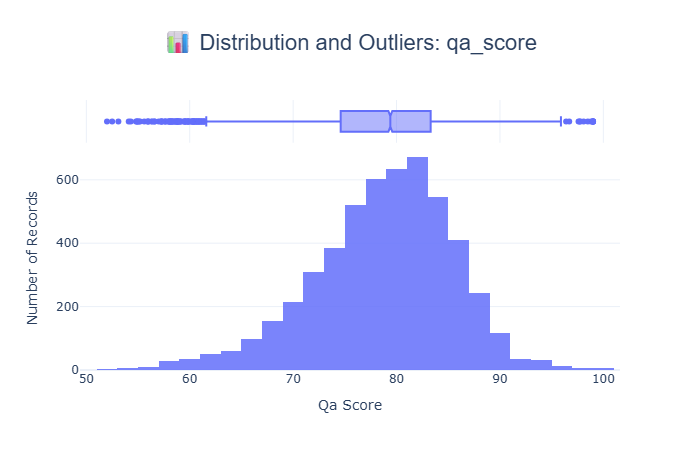 📊 Distribution and Outliers: qa_score
600
400
200
0
50 60 70 80 90 100
Number of Records
Qa Score